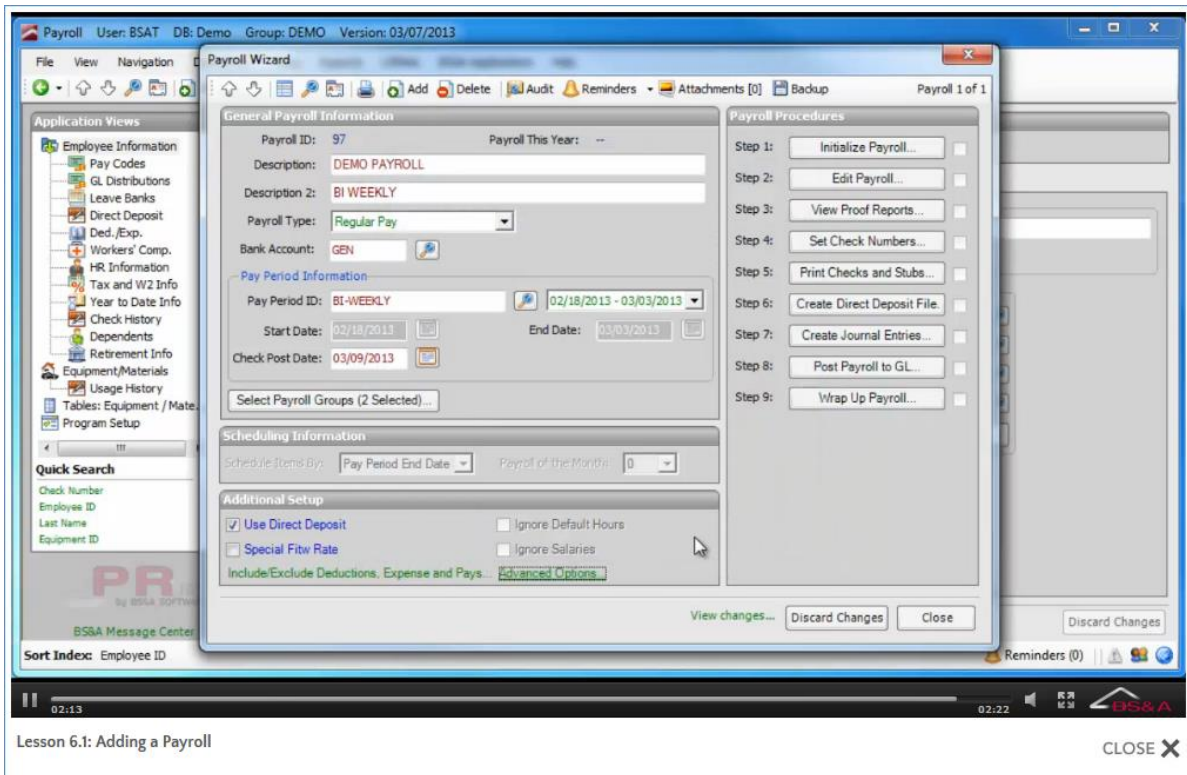 Payroll User: BSAT DB: Demo Group: DEMO Version: 03/07/2013
File View Navigation
Payroll Wizard
Add Delete Audit Reminders Attachments [0] Backup Payroll 1 of 1
Application Views
Employee Information
Pay Codes
GL Distributions
Leave Banks
Direct Deposit
Ded./Exp.
Workers' Comp.
HR Information
Tax and W2 Info
Year to Date Info
Check History
Dependents
Retirement Info
Equipment/Materials
Usage History
Tables: Equipment / Mate..
Program Setup
Quick Search
Check Number
Employee ID
Last Name
Equipment ID
PR
by BS&A SOFTW
BS&A Message Center
Sort Index: Employee ID
General Payroll Information
Payroll ID: 97 Payroll This Year: --
Description: DEMO PAYROLL
Description 2: BI WEEKLY
Payroll Type: Regular Pay
Bank Account: GEN
Pay Period Information
Pay Period ID: BI-WEEKLY 02/18/2013 - 03/03/2013
Start Date: 02/18/2013 End Date: 03/03/2013
Check Post Date: 03/09/2013
Select Payroll Groups (2 Selected)...
Scheduling Information
Schedule Items By: Pay Period End Date Payroll of the Month: 0
Additional Setup
Use Direct Deposit Ignore Default Hours
Special Fitw Rate Ignore Salaries
Include/Exclude Deductions, Expense and Pays... Advanced Options...
Payroll Procedures
Step 1: Initialize Payroll...
Step 2: Edit Payroll...
Step 3: View Proof Reports...
Step 4: Set Check Numbers...
Step 5: Print Checks and Stubs...
Step 6: Create Direct Deposit File.
Step 7: Create Journal Entries...
Step 8: Post Payroll to GL...
Step 9: Wrap Up Payroll...
View changes... Discard Changes Close
Discard Changes
Reminders (0)
02:13 02:22 BS&A
Lesson 6.1: Adding a Payroll
CLOSE X